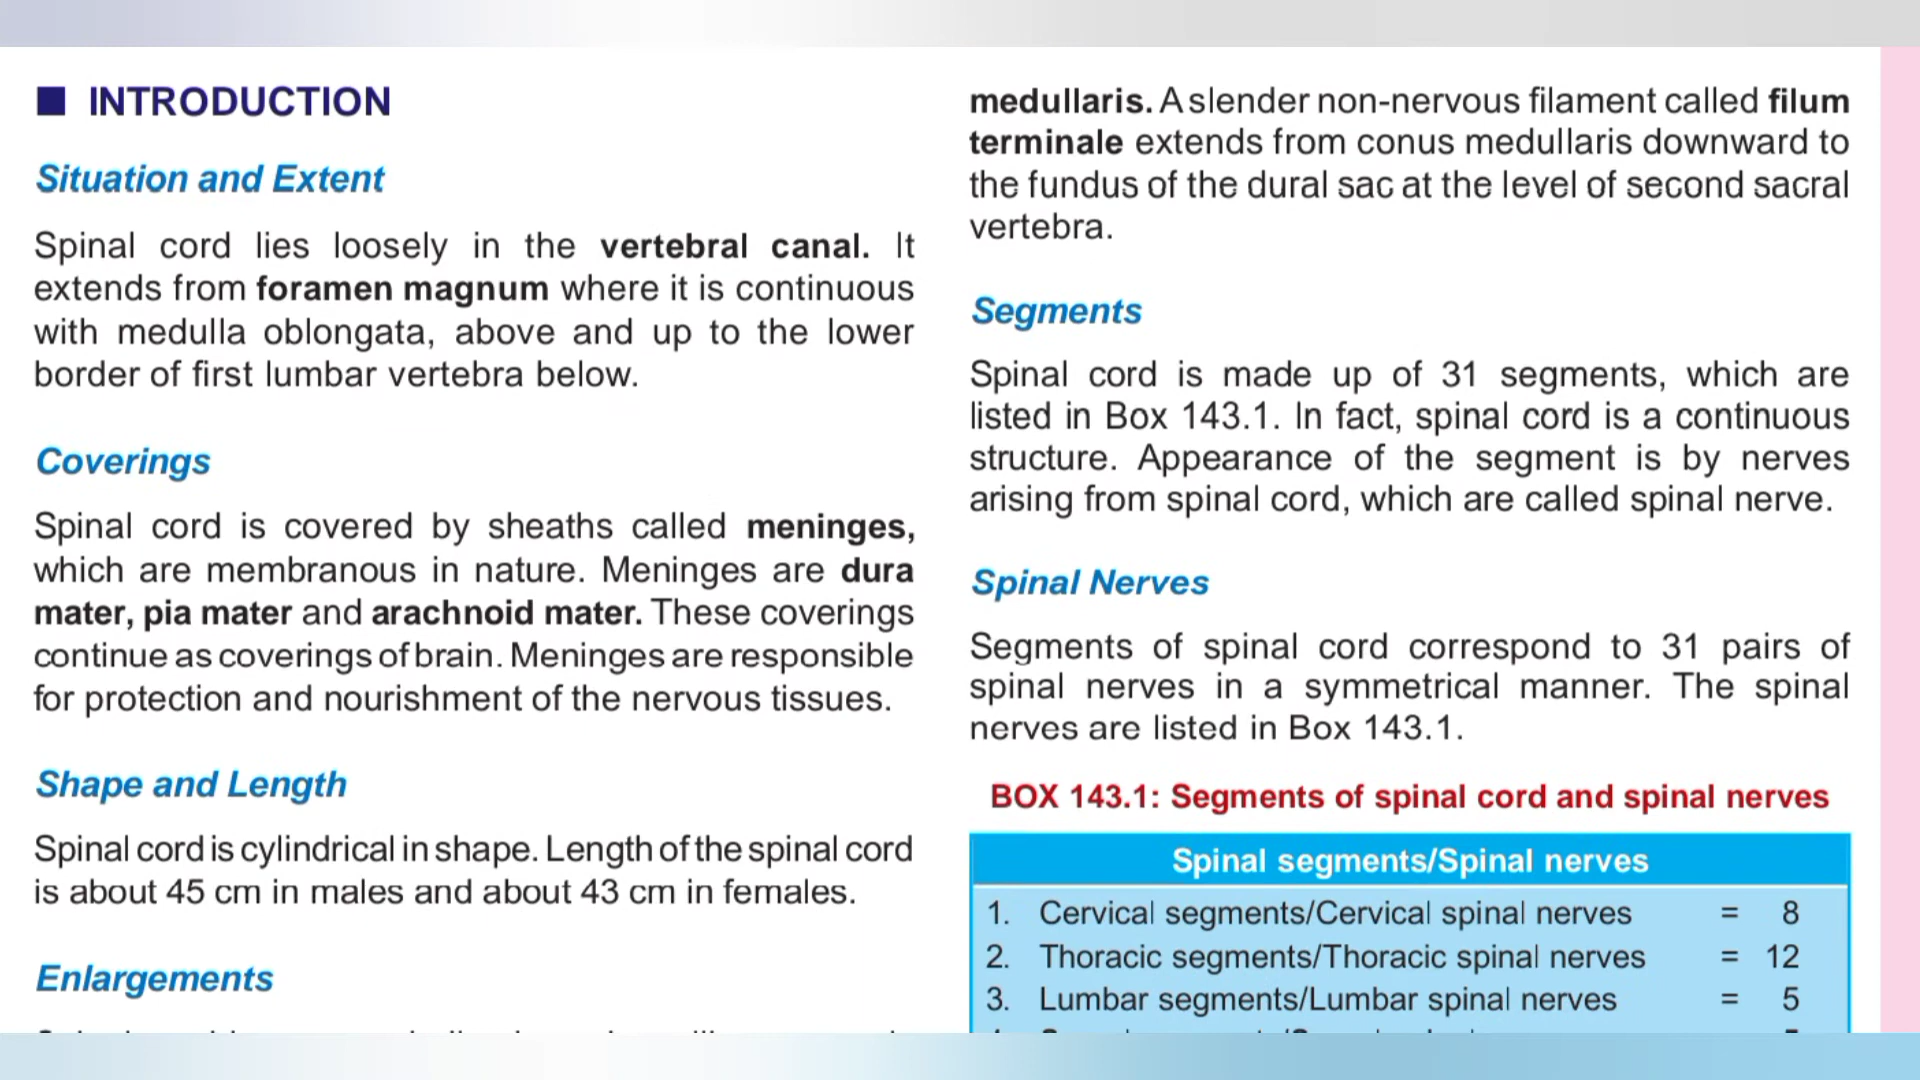 INTRODUCTION
Situation and Extent
Spinal cord lies loosely in the vertebral canal. It
extends from foramen magnum where it is continuous
with medulla oblongata, above and up to the lower
border of first lumbar vertebra below.
Coverings
Spinal cord is covered by sheaths called meninges,
which are membranous in nature. Meninges are dura
mater, pia mater and arachnoid mater. These coverings
continue as coverings of brain. Meninges are responsible
for protection and nourishment of the nervous tissues.
Shape and Length
Spinal cord is cylindrical in shape. Length of the spinal cord
is about 45 cm in males and about 43 cm in females.
Enlargements
medullaris. A slender non-nervous filament called filum
terminale extends from conus medullaris downward to
the fundus of the dural sac at the level of second sacral
vertebra.
Segments
Spinal cord is made up of 31 segments, which are
listed in Box 143.1. In fact, spinal cord is a continuous
structure. Appearance of the segment is by nerves
arising from spinal cord, which are called spinal nerve.
Spinal Nerves
Segments of spinal cord correspond to 31 pairs of
spinal nerves in a symmetrical manner. The spinal
nerves are listed in Box 143.1.
BOX 143.1: Segments of spinal cord and spinal nerves
Spinal segments/Spinal nerves
1. Cervical segments/Cervical spinal nerves = 8
2. Thoracic segments/Thoracic spinal nerves = 12
3. Lumbar segments/Lumbar spinal nerves = 5